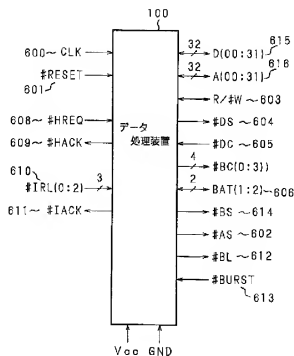 100
600~ CLK
#RESET
601
608~ #HREQ
609~ #HACK
610
#IRL(0:2)
3
611~ #IACK
データ
処理装置
32
D(00:31)
615
32
A(00:31)
616
R/#W ~603
#DS ~604
#DC ~605
4
#BC(0:3))
2
BAT(1:2)~606
#BS ~614
#AS ~602
#BL ~612
#BURST
613
Vcc GND